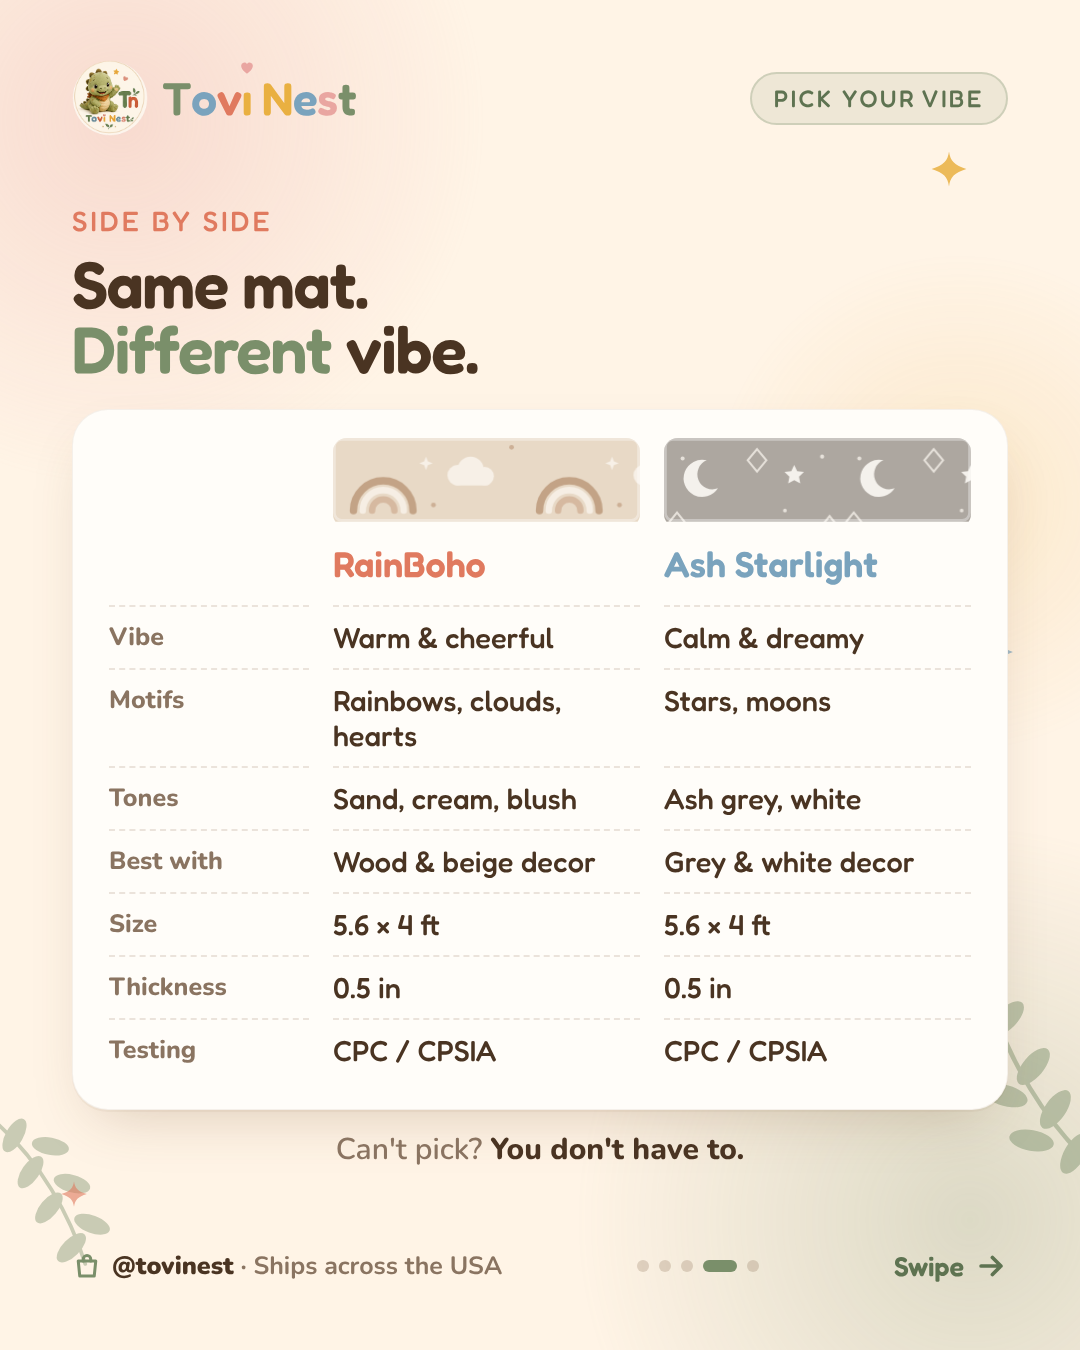 Tn
Tovi Nest
Tovi Nest
PICK YOUR VIBE
SIDE BY SIDE
Same mat.
Different vibe.
RainBoho Ash Starlight
Vibe Warm & cheerful Calm & dreamy
Motifs Rainbows, clouds, Stars, moons
hearts
Tones Sand, cream, blush Ash grey, white
Best with Wood & beige decor Grey & white decor
Size 5.6 × 4 ft 5.6 × 4 ft
Thickness 0.5 in 0.5 in
Testing CPC / CPSIA CPC / CPSIA
Can't pick? You don't have to.
@tovinest · Ships across the USA
Swipe →